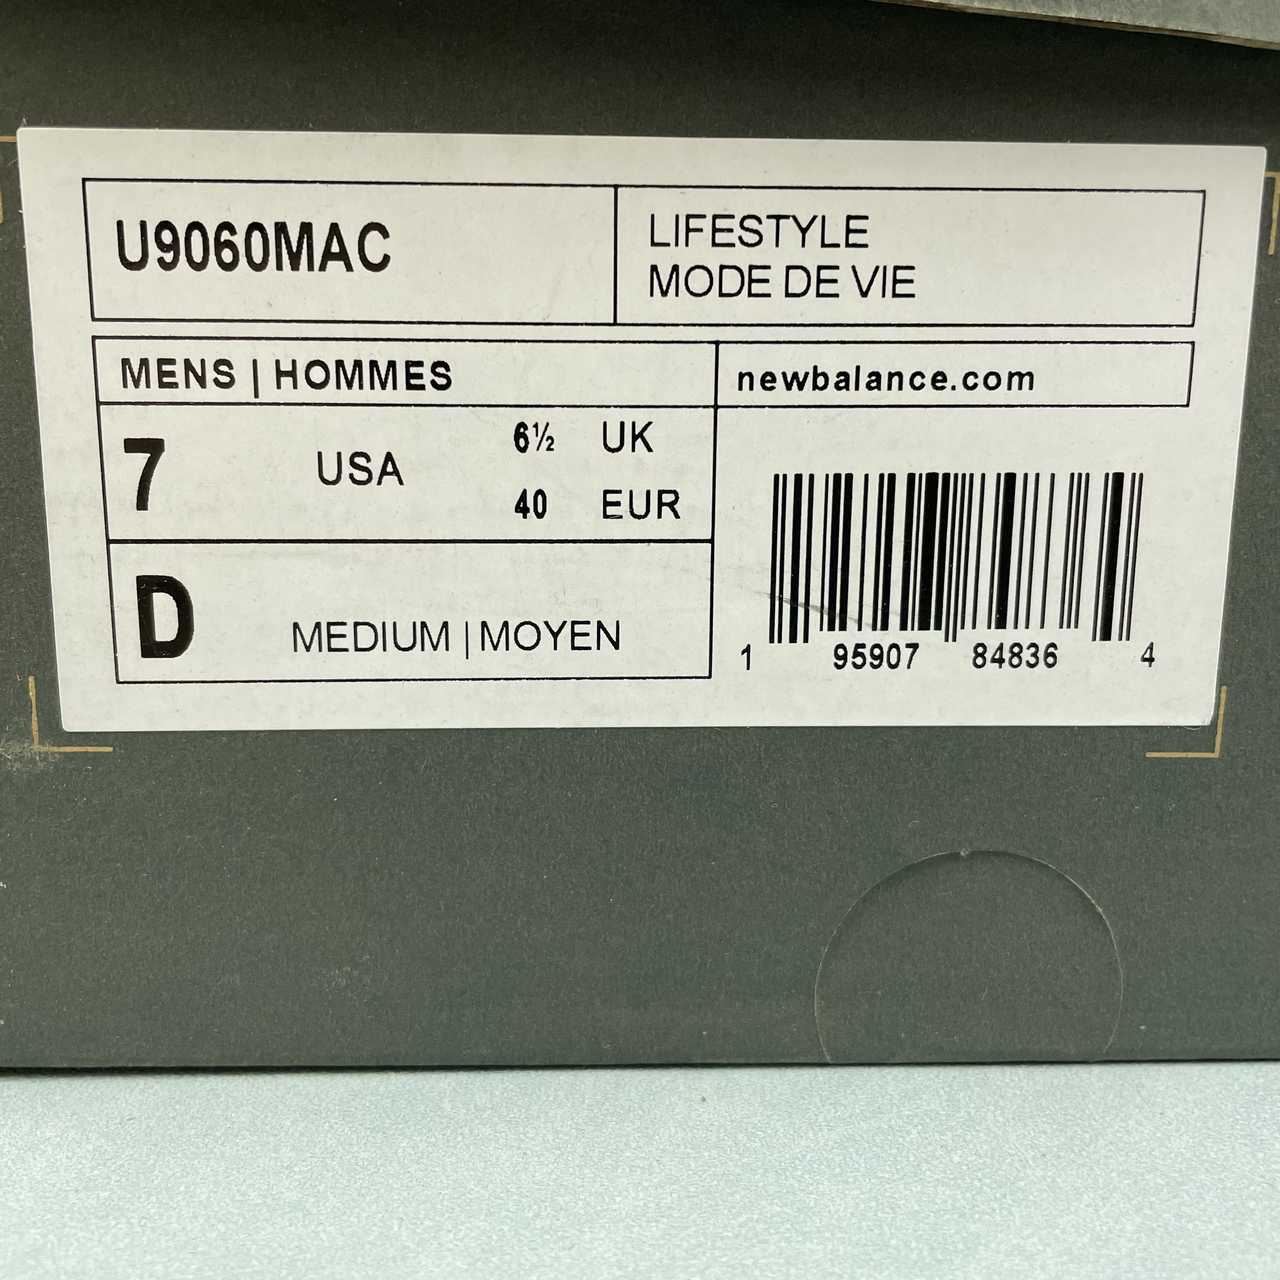 U9060MAC
LIFESTYLE
MODE DE VIE
MENS | HOMMES
newbalance.com
7 USA
6½ UK
40 EUR
D MEDIUM | MOYEN
1 95907 84836 4